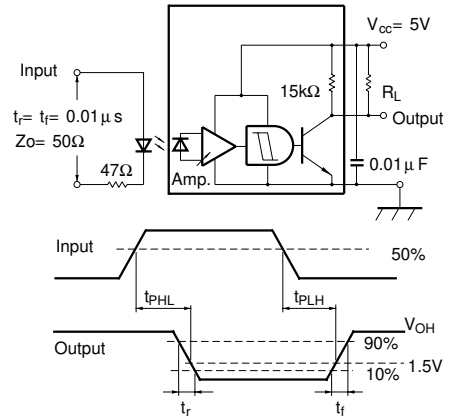 Vcc= 5V
Input
tr= tf= 0.01μs
Zo= 50Ω
47Ω
15kΩ
RL
Output
Amp.
0.01μF
Input
50%
tPHL
tPLH
VOH
Output
90%
1.5V
10%
tr
tf